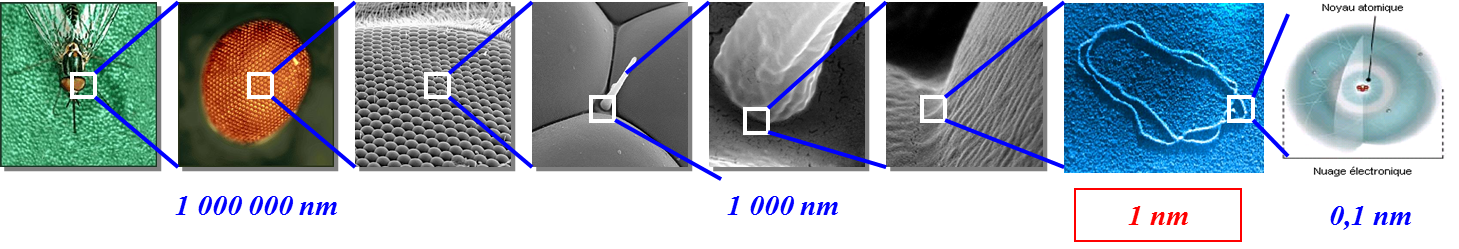 Noyau atomique
Nuage électronique
1 000 000 nm
1 000 nm
1 nm
0,1 nm